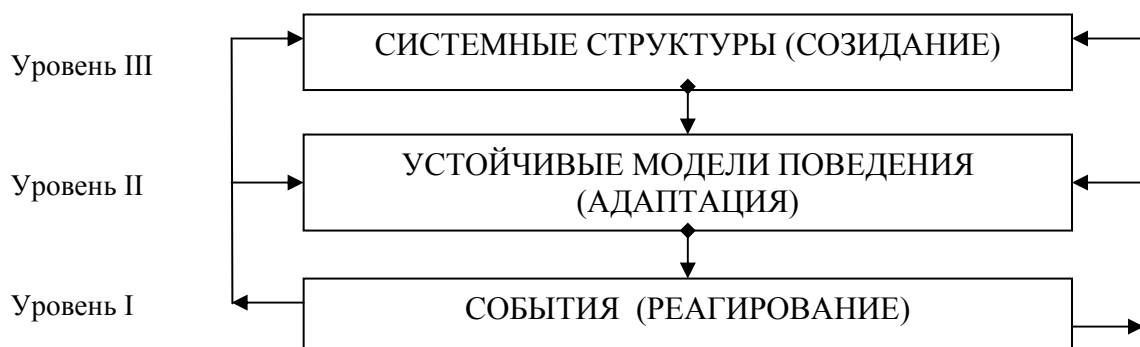 СИСТЕМНЫЕ СТРУКТУРЫ (СОЗИДАНИЕ)
Уровень III
УСТОЙЧИВЫЕ МОДЕЛИ ПОВЕДЕНИЯ
(АДАПТАЦИЯ)
Уровень II
СОБЫТИЯ (РЕАГИРОВАНИЕ)
Уровень I